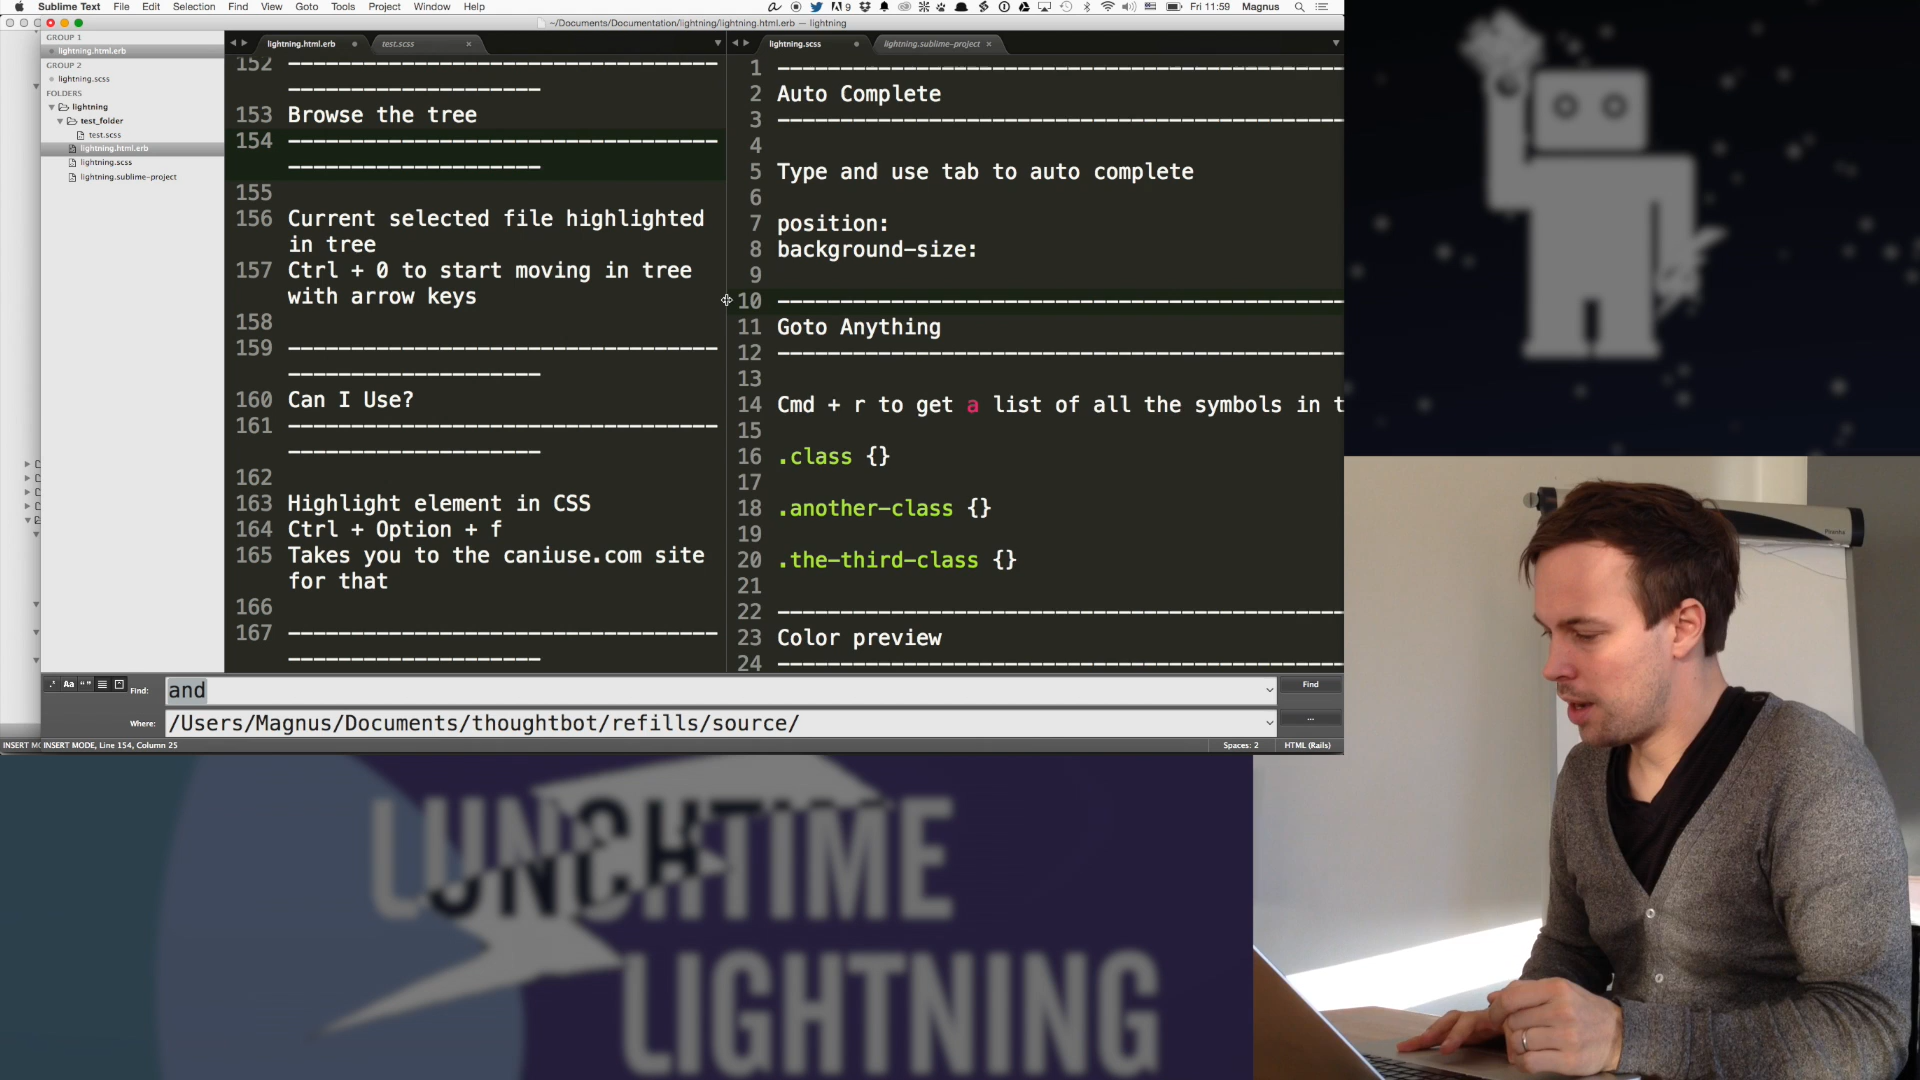 Sublime Text File Edit Selection Find View Goto Tools Project Window Help
9 Fri 11:59 Magnus
~/Documents/Documentation/lightning/lightning.html.erb — lightning
GROUP 1
lightning.html.erb
GROUP 2
lightning.scss
FOLDERS
lightning
test_folder
test.scss
lightning.html.erb
lightning.scss
lightning.sublime-project
lightning.html.erb test.scss
152 ----------------------------------
--------------------
153 Browse the tree
154 ----------------------------------
--------------------
155
156 Current selected file highlighted
in tree
157 Ctrl + 0 to start moving in tree
with arrow keys
158
159 ----------------------------------
--------------------
160 Can I Use?
161 ----------------------------------
--------------------
162
163 Highlight element in CSS
164 Ctrl + Option + f
165 Takes you to the caniuse.com site
for that
166
167 ----------------------------------
--------------------
lightning.scss lightning.sublime-project
1 ---------------------------------------------
2 Auto Complete
3 ---------------------------------------------
4
5 Type and use tab to auto complete
6
7 position:
8 background-size:
9
10 ---------------------------------------------
11 Goto Anything
12 ---------------------------------------------
13
14 Cmd + r to get a list of all the symbols in t
15
16 .class {}
17
18 .another-class {}
19
20 .the-third-class {}
21
22 ---------------------------------------------
23 Color preview
24 ---------------------------------------------
.* Aa “”
Find: and Find
Where: /Users/Magnus/Documents/thoughtbot/refills/source/ ...
INSERT MO INSERT MODE, Line 154, Column 25 Spaces: 2 HTML (Rails)
LUNCHTIME
LIGHTNING
Piranha